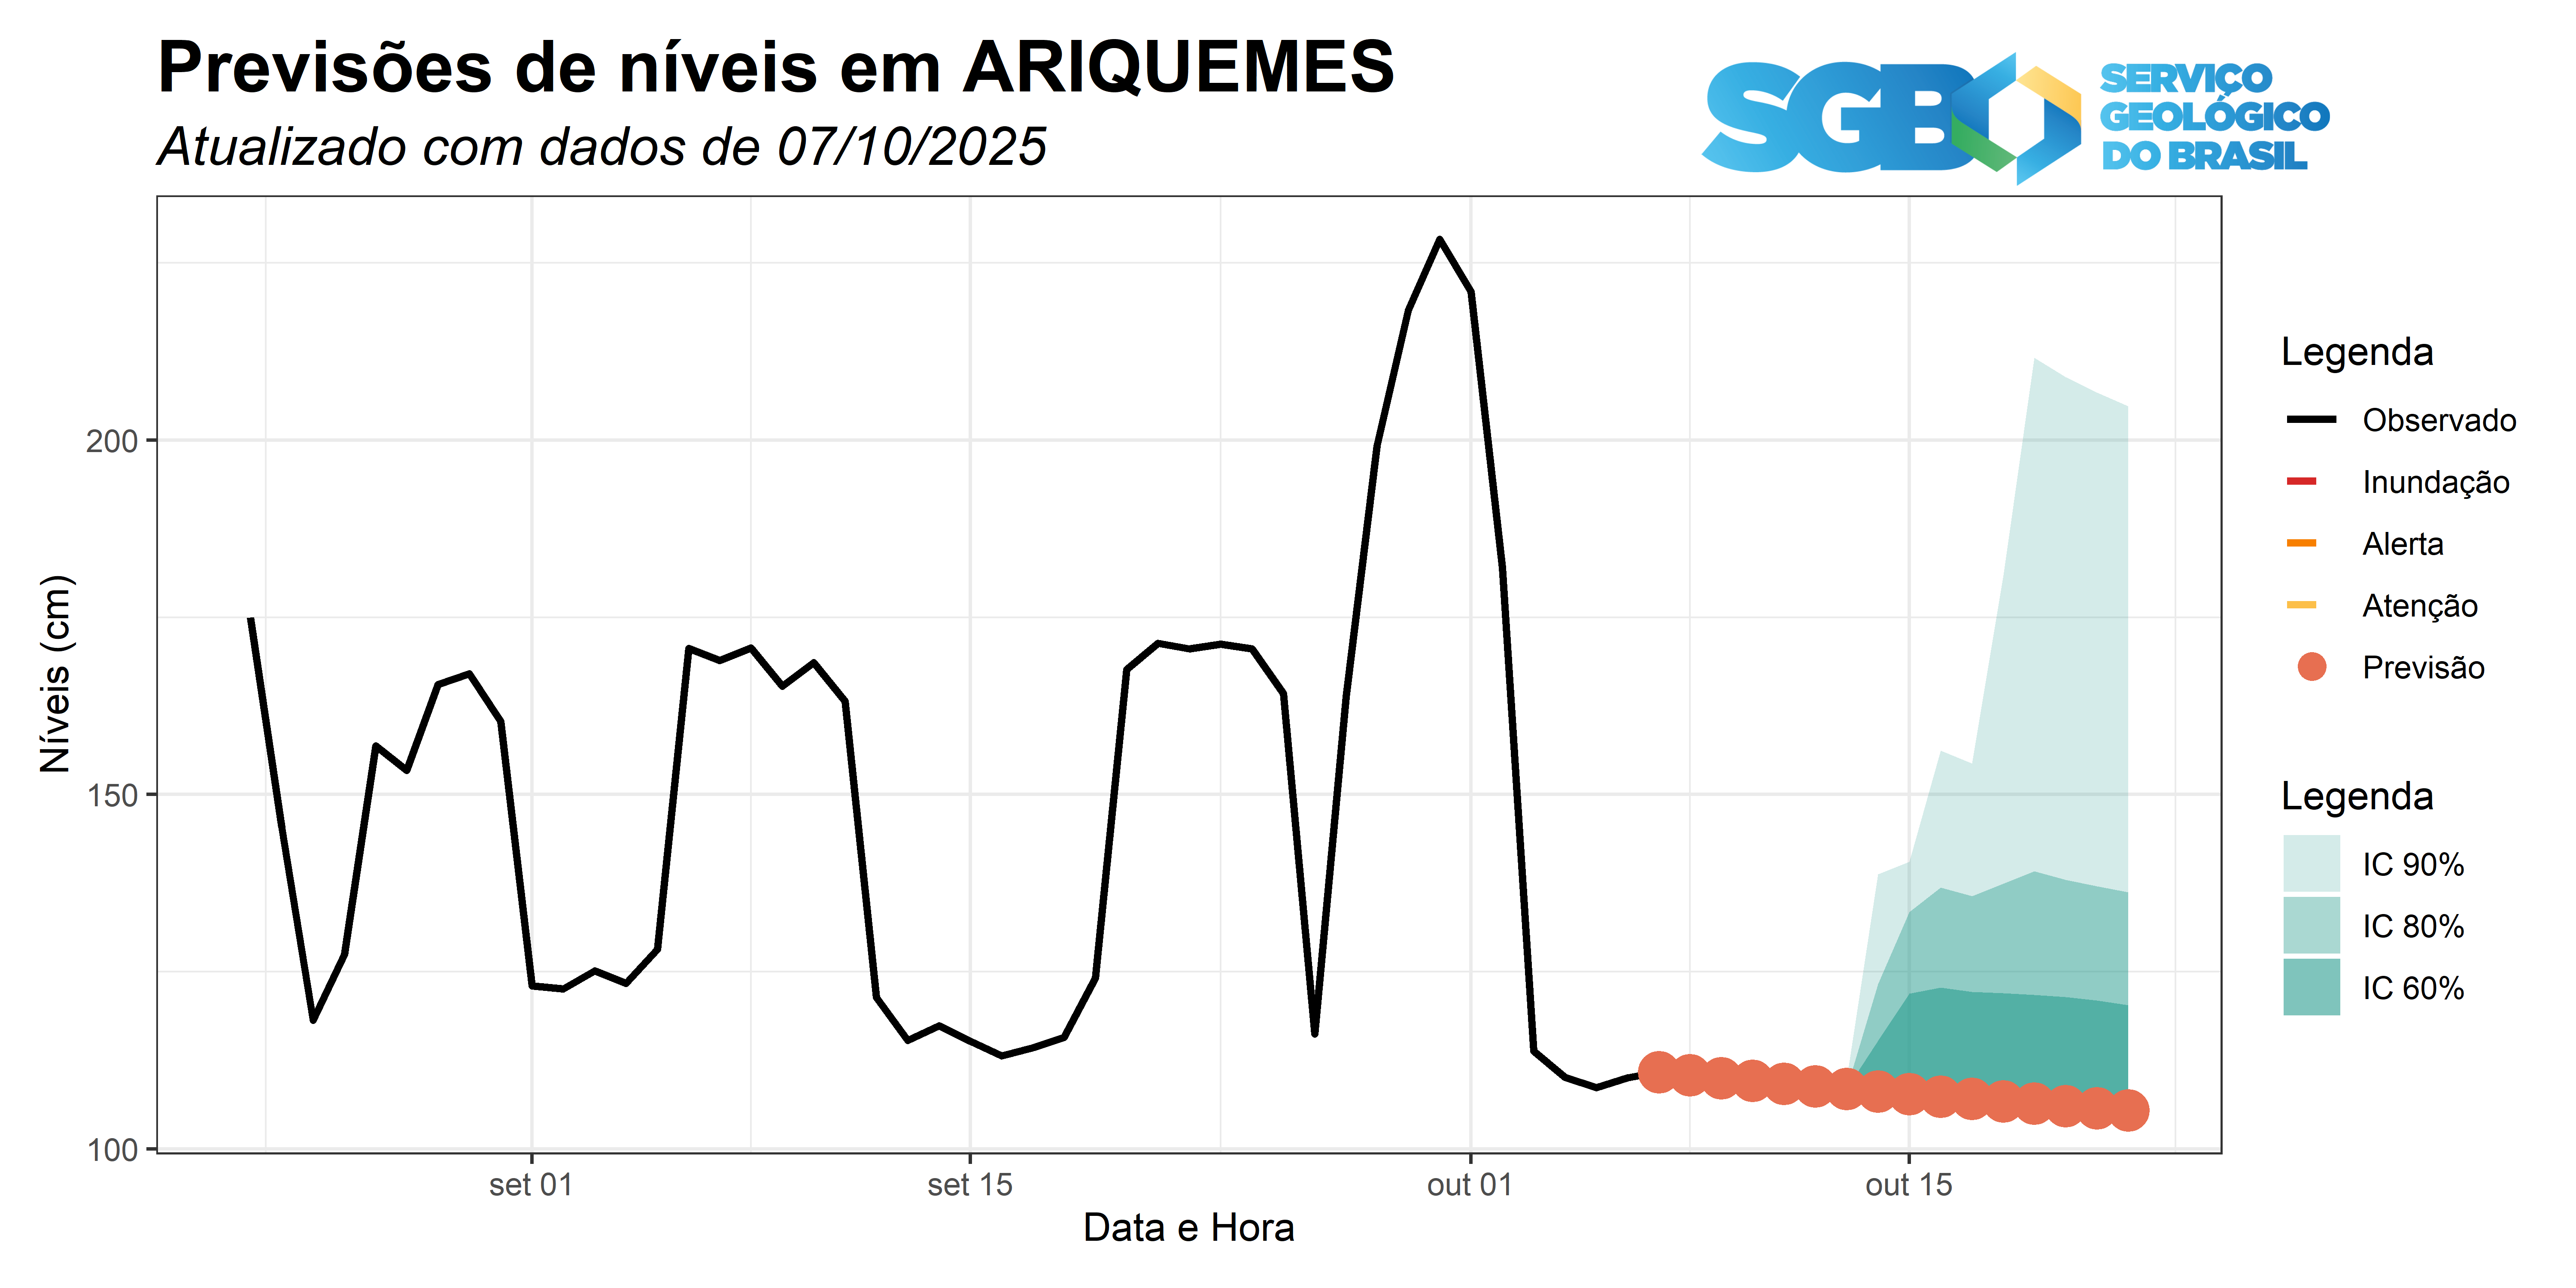 Previsões de níveis em ARIQUEMES
Atualizado com dados de 07/10/2025
SGB
SERVIÇO
GEOLÓGICO
DO BRASIL
Níveis (cm)
200
150
100
set 01
set 15
out 01
out 15
Data e Hora
Legenda
Observado
Inundação
Alerta
Atenção
Previsão
Legenda
IC 90%
IC 80%
IC 60%